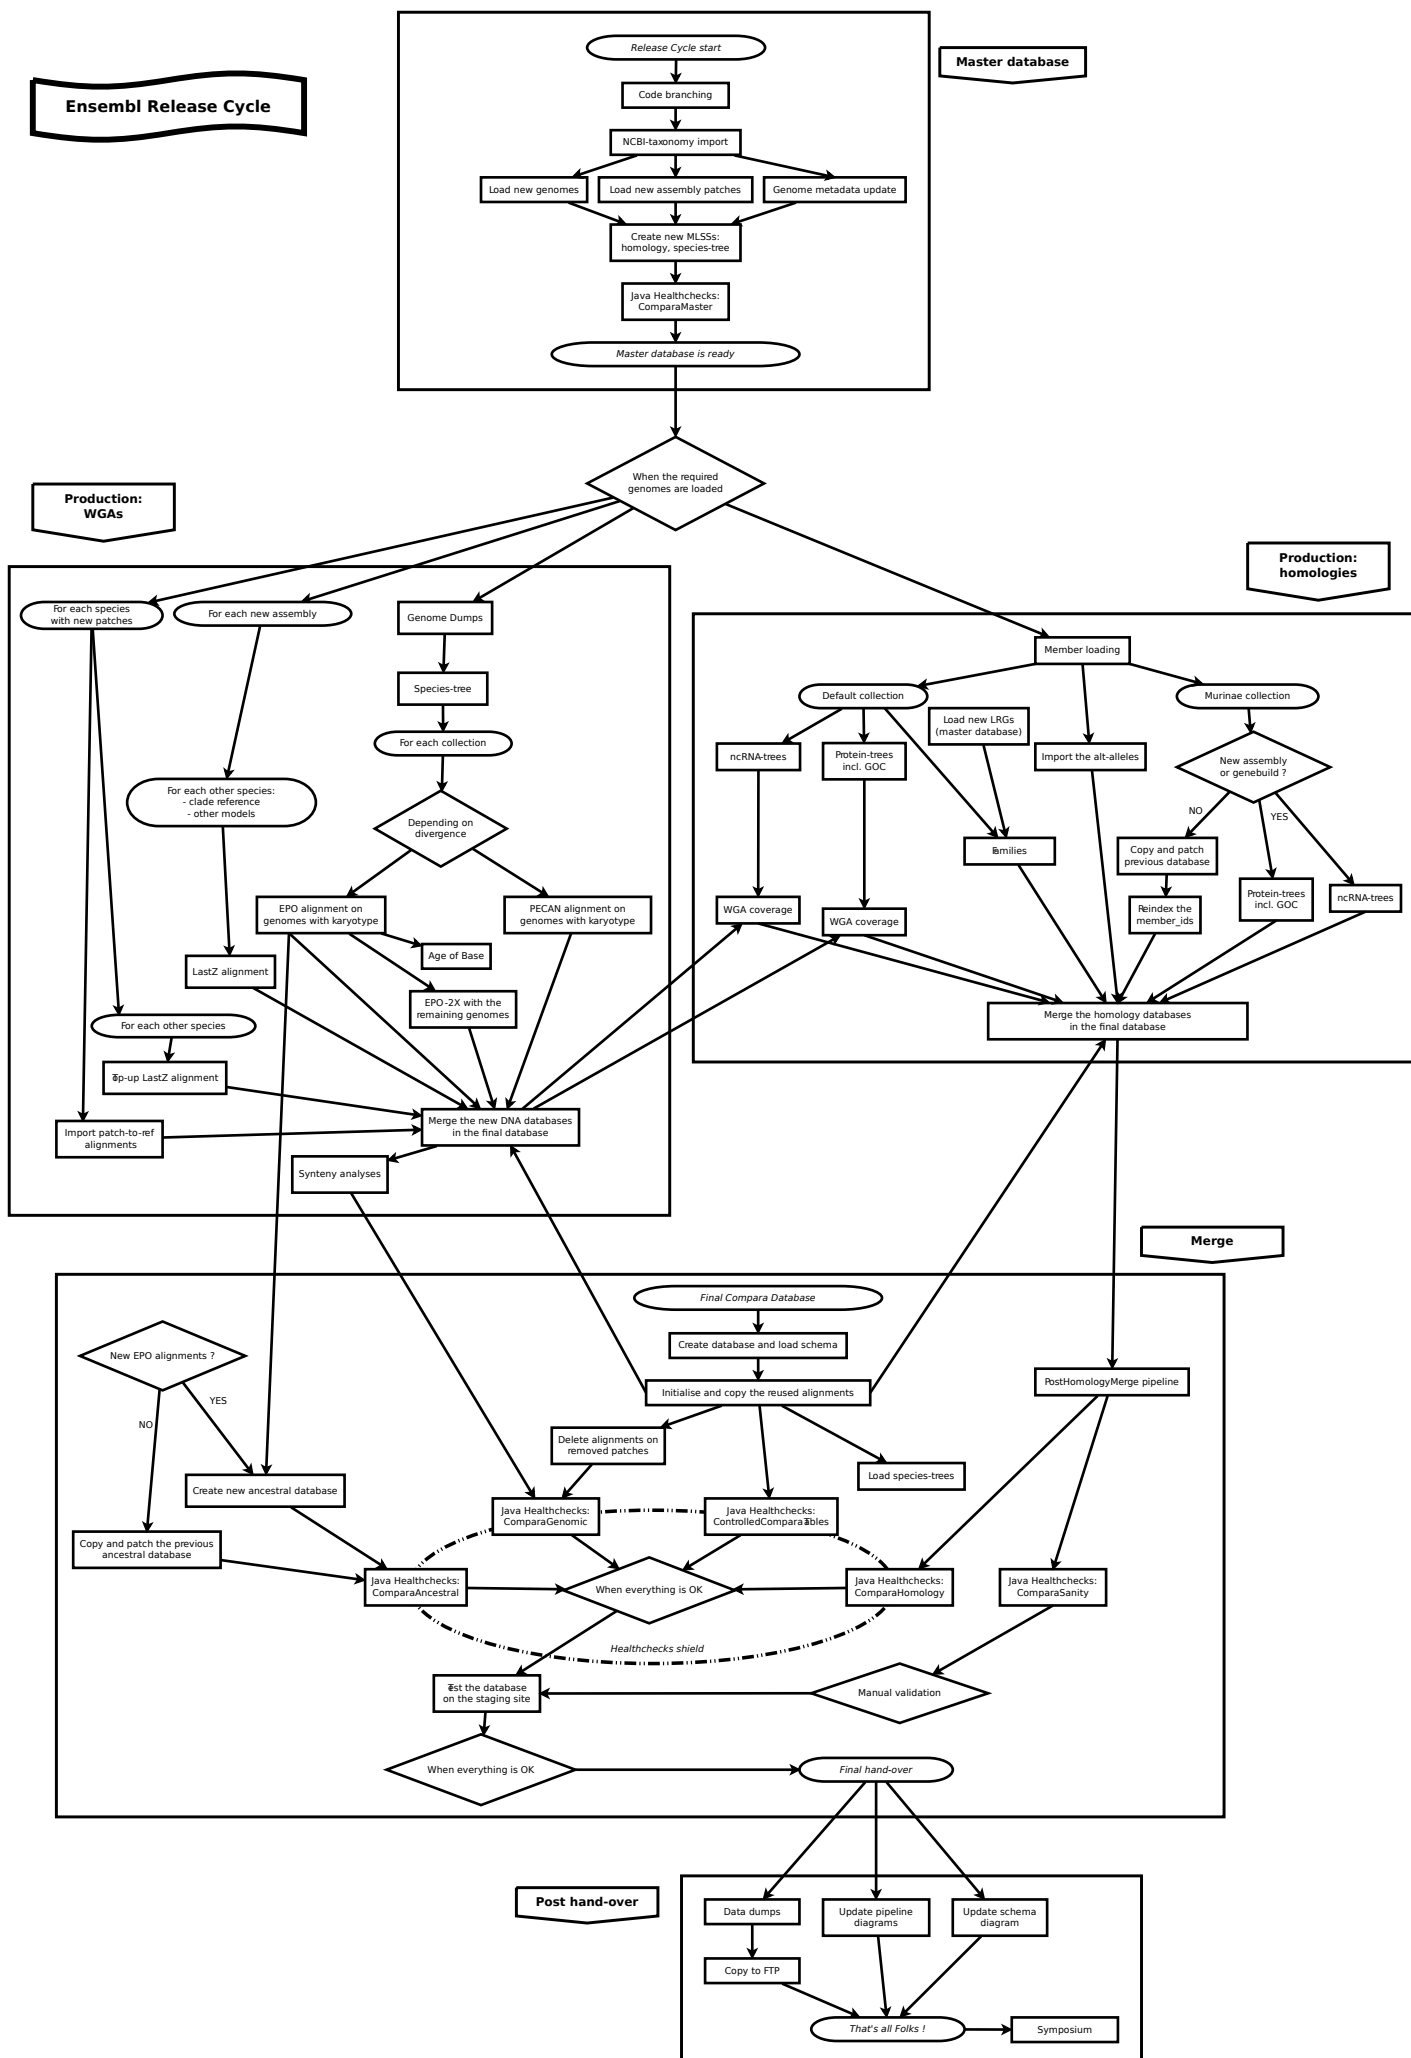 Ensembl Release Cycle
Master database
Release Cycle start
Code branching
NCBI-taxonomy import
Load new genomes
Load new assembly patches
Genome metadata update
Create new MLSSs:
homology, species-tree
Java Healthchecks:
ComparaMaster
Master database is ready
When the required
genomes are loaded
Production:
WGAs
For each species
with new patches
For each new assembly
Genome Dumps
Species-tree
For each collection
For each other species:
- clade reference
- other models
Depending on
divergence
EPO alignment on
genomes with karyotype
PECAN alignment on
genomes with karyotype
Age of Base
LastZ alignment
EPO-2X with the
remaining genomes
For each other species
Top-up LastZ alignment
Import patch-to-ref
alignments
Merge the new DNA databases
in the final database
Synteny analyses
Production:
homologies
Member loading
Default collection
Murinae collection
Load new LRGs
(master database)
ncRNA-trees
Protein-trees
incl. GOC
Import the alt-alleles
New assembly
or genebuild ?
NO
YES
Families
Copy and patch
previous database
Protein-trees
incl. GOC
ncRNA-trees
WGA coverage
WGA coverage
Reindex the
member_ids
Merge the homology databases
in the final database
Merge
Final Compara Database
Create database and load schema
Initialise and copy the reused alignments
New EPO alignments ?
NO
YES
PostHomologyMerge pipeline
Delete alignments on
removed patches
Load species-trees
Create new ancestral database
Copy and patch the previous
ancestral database
Java Healthchecks:
ComparaGenomic
Java Healthchecks:
ControlledComparaTables
Java Healthchecks:
ComparaAncestral
When everything is OK
Java Healthchecks:
ComparaHomology
Java Healthchecks:
ComparaSanity
Healthchecks shield
Test the database
on the staging site
Manual validation
When everything is OK
Final hand-over
Post hand-over
Data dumps
Update pipeline
diagrams
Update schema
diagram
Copy to FTP
That's all Folks !
Symposium